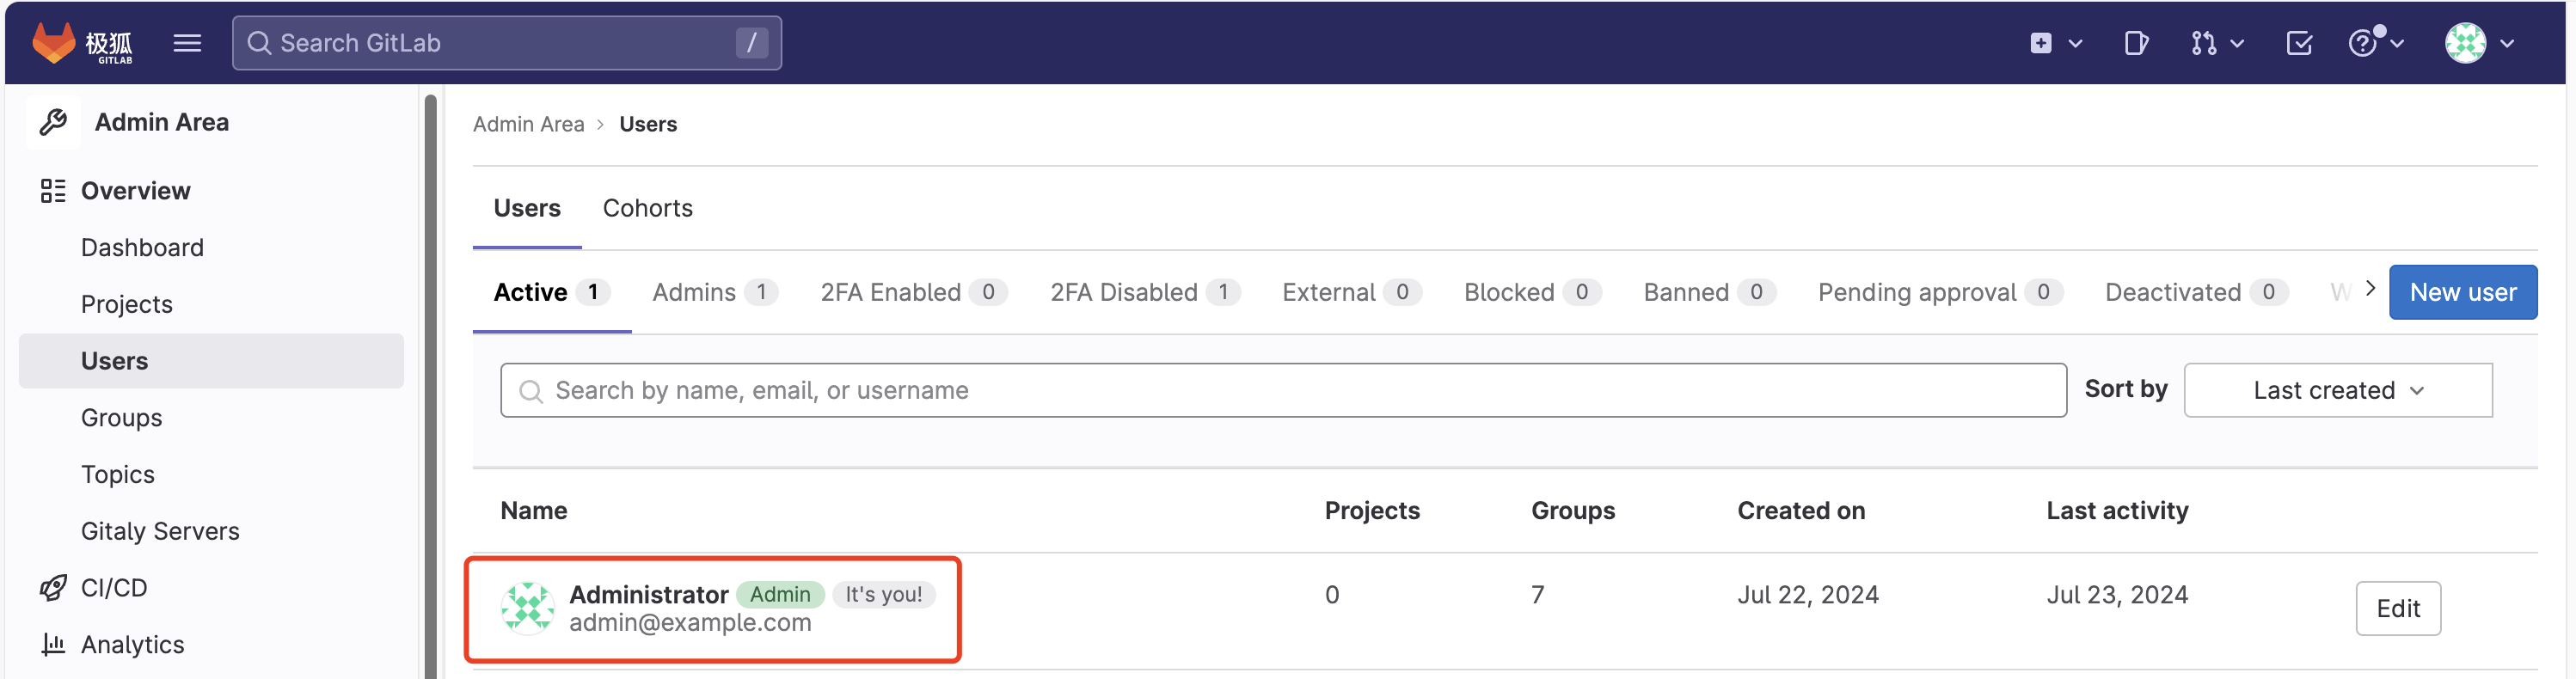 极狐
GITLAB
Search GitLab /
Admin Area
Overview
Dashboard
Projects
Users
Groups
Topics
Gitaly Servers
CI/CD
Analytics
Admin Area > Users
Users Cohorts
Active 1 Admins 1 2FA Enabled 0 2FA Disabled 1 External 0 Blocked 0 Banned 0 Pending approval 0 Deactivated 0 W New user
Search by name, email, or username Sort by Last created
Name Projects Groups Created on Last activity
Administrator Admin It's you! 0 7 Jul 22, 2024 Jul 23, 2024 Edit
admin@example.com